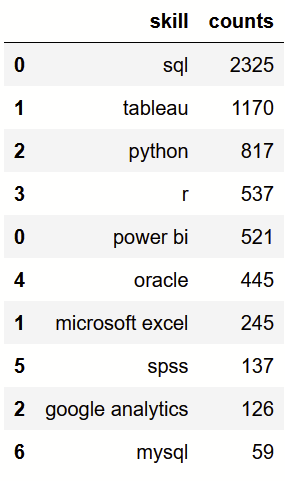 skill counts
0 sql 2325
1 tableau 1170
2 python 817
3 r 537
0 power bi 521
4 oracle 445
1 microsoft excel 245
5 spss 137
2 google analytics 126
6 mysql 59